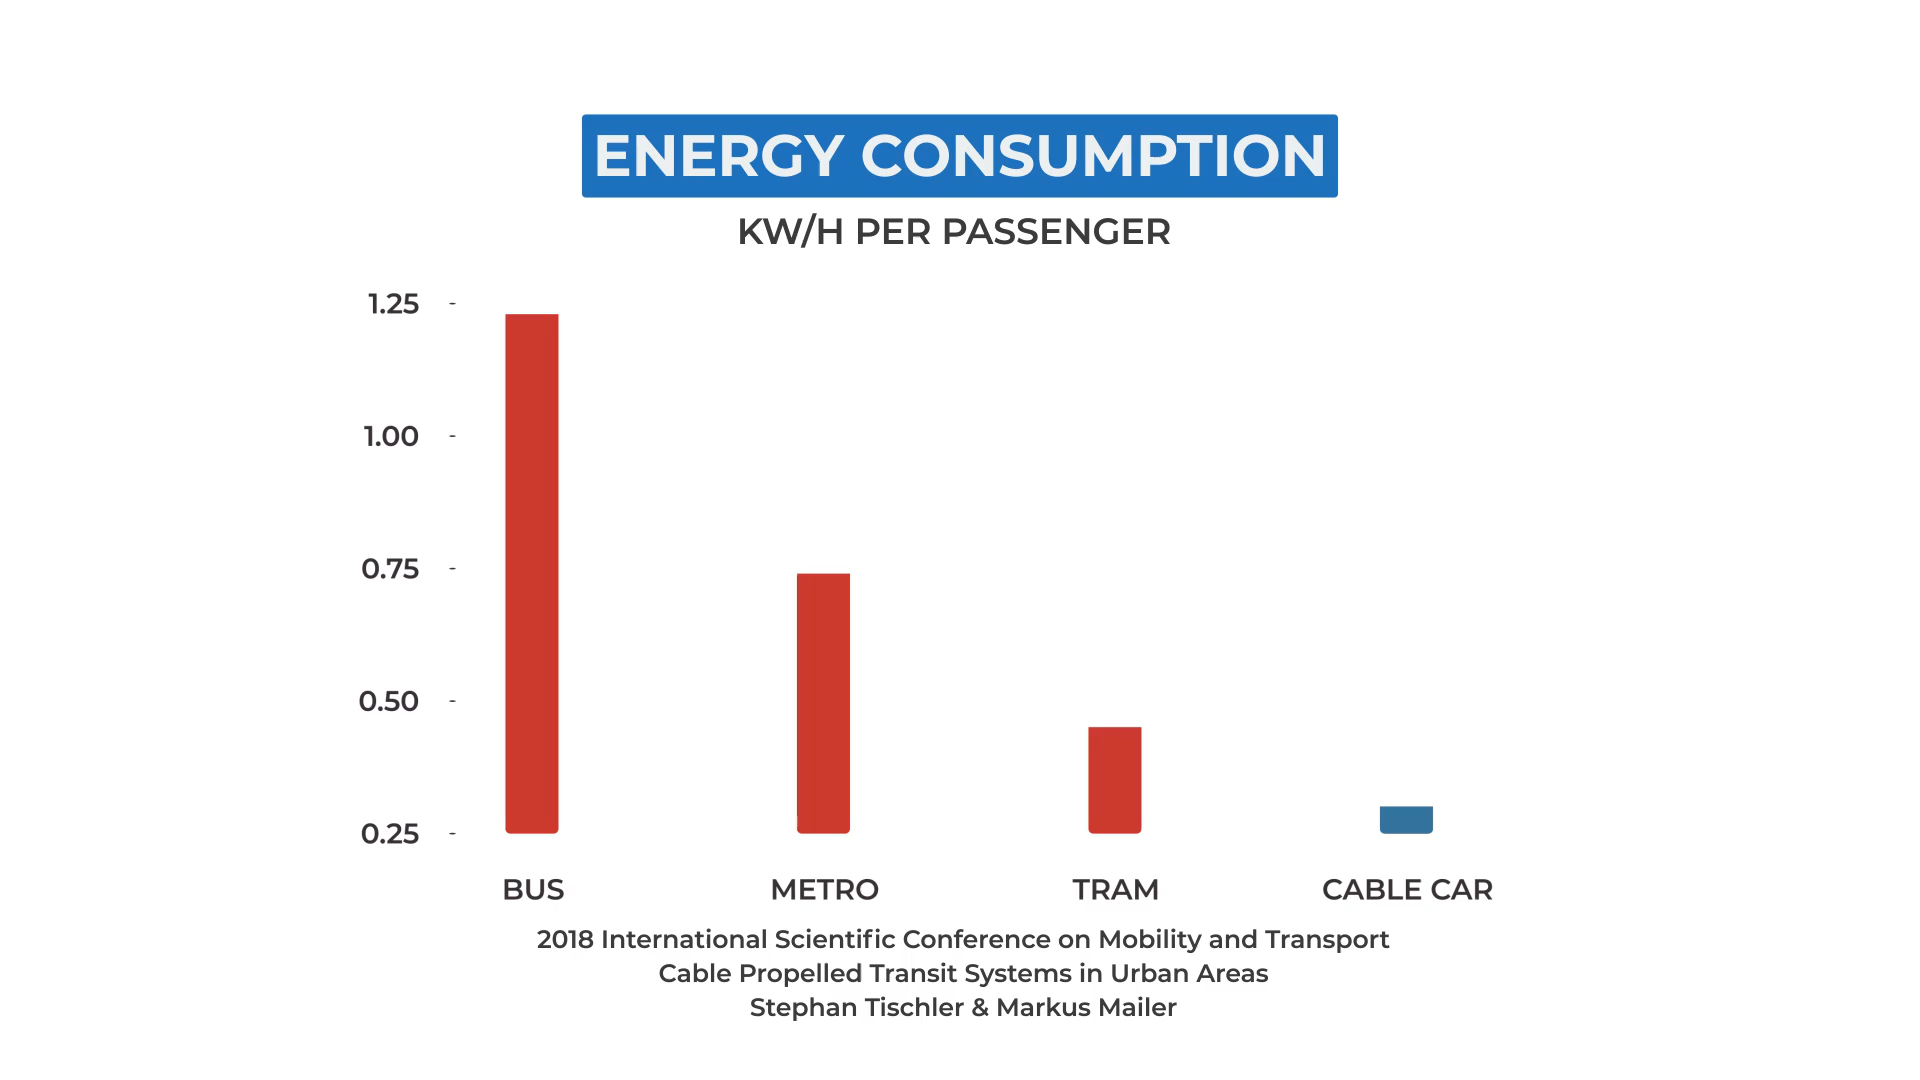 ENERGY CONSUMPTION
KW/H PER PASSENGER
1.25 -
1.00 -
0.75 -
0.50 -
0.25 -
BUS METRO TRAM CABLE CAR
2018 International Scientific Conference on Mobility and Transport
Cable Propelled Transit Systems in Urban Areas
Stephan Tischler & Markus Mailer